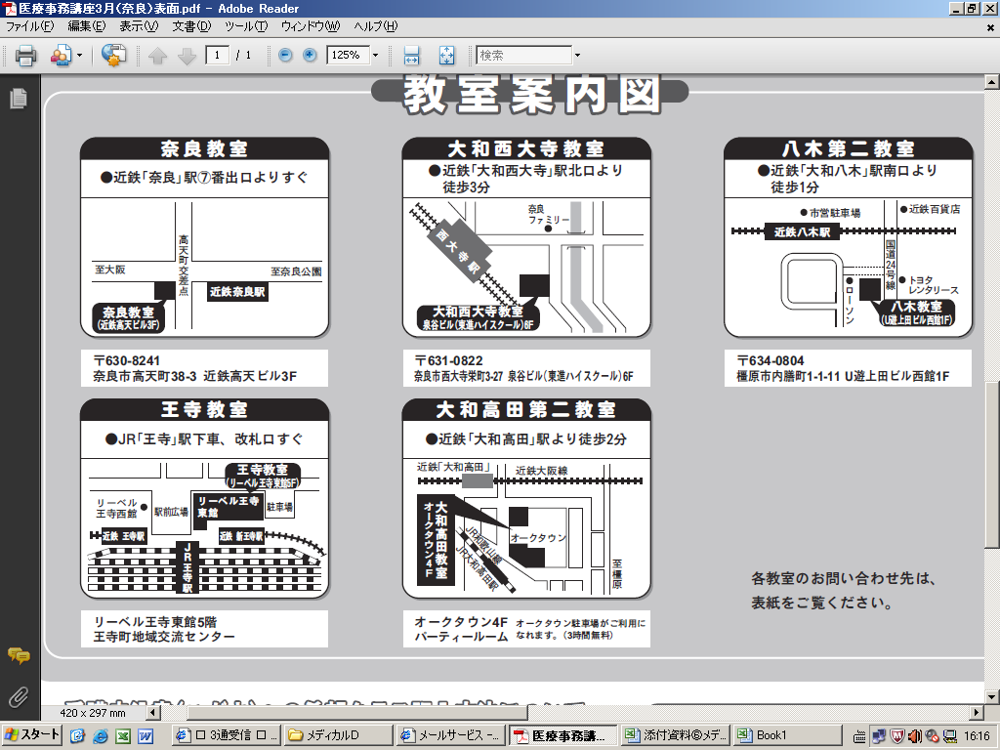 医療事務講座3月(奈良)表面.pdf - Adobe Reader
ファイル(F) 編集(E) 表示(V) 文書(D) ツール(T) ウィンドウ(W) ヘルプ(H)
1 / 1 125% 検索
教室案内図
奈良教室
●近鉄「奈良」駅⑦番出口よりすぐ
高天町交差点
至大阪
至奈良公園
近鉄奈良駅
奈良教室
(近鉄高天ビル3F)
〒630-8241
奈良市高天町38-3 近鉄高天ビル3F
大和西大寺教室
●近鉄「大和西大寺」駅北口より
徒歩3分
奈良
ファミリー
西大寺駅
大和西大寺教室
泉谷ビル(東進ハイスクール)6F
〒631-0822
奈良市西大寺栄町3-27 泉谷ビル(東進ハイスクール)6F
八木第二教室
●近鉄「大和八木」駅南口より
徒歩1分
●市営駐車場
●近鉄百貨店
近鉄八木駅
国道24号線
●トヨタ
レンタリース
●ローソン
八木教室
(U遊上田ビル西館1F)
〒634-0804
橿原市内膳町1-1-11 U遊上田ビル西館1F
王寺教室
●JR「王寺」駅下車、改札口すぐ
王寺教室
(リーベル王寺東館5F)
リーベル
王寺西館
駅前広場
リーベル王寺
東館
駐車場
近鉄 王寺駅
近鉄 新王寺駅
JR王寺駅
リーベル王寺東館5階
王寺町地域交流センター
大和高田第二教室
●近鉄「大和高田」駅より徒歩2分
近鉄「大和高田」
近鉄大阪線
大和高田教室
オークタウン4F
オークタウン
JR和歌山線
JR大和高田駅
至橿原
オークタウン4F
パーティールーム
オークタウン駐車場がご利用に
なれます。(3時間無料)
各教室のお問い合わせ先は、
表紙をご覧ください。
420 x 297 mm
スタート ロ 3通受信 ロ ... メディカルD メールサービス -... 医療事務講... 添付資料⑥メデ... Book1 16:16